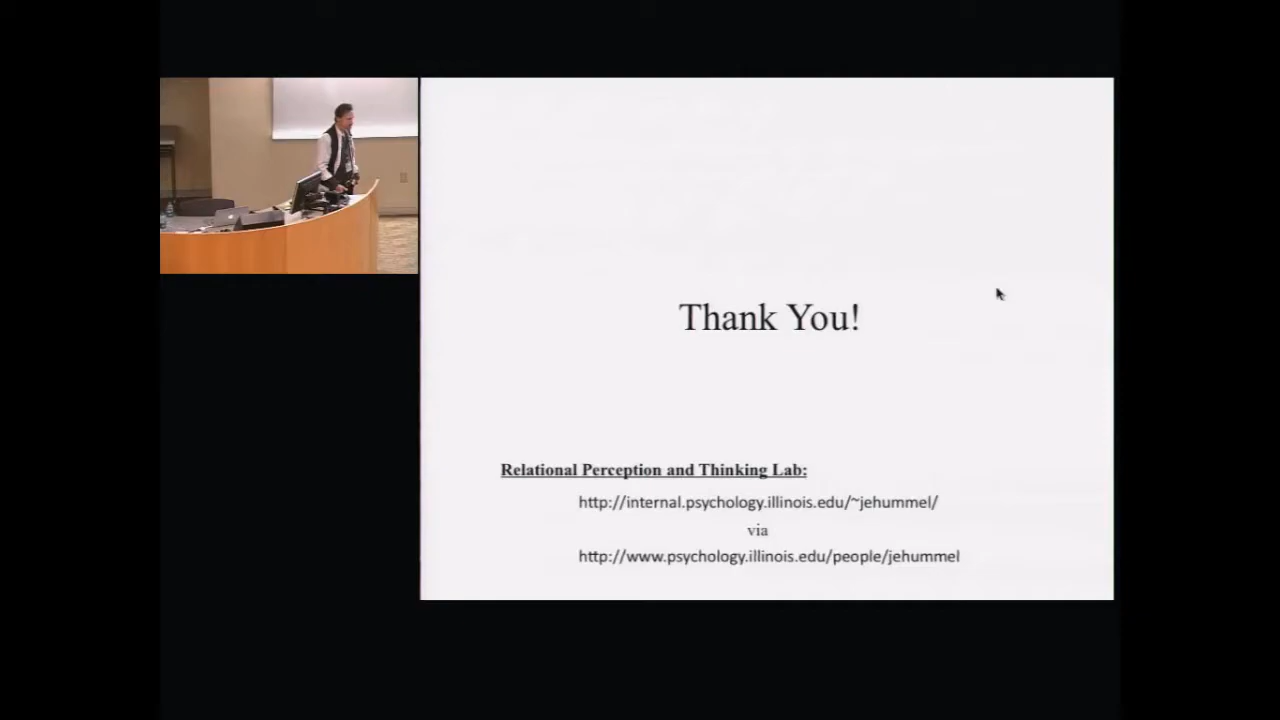 Thank You!
Relational Perception and Thinking Lab:
http://internal.psychology.illinois.edu/~jehummel/
via
http://www.psychology.illinois.edu/people/jehummel